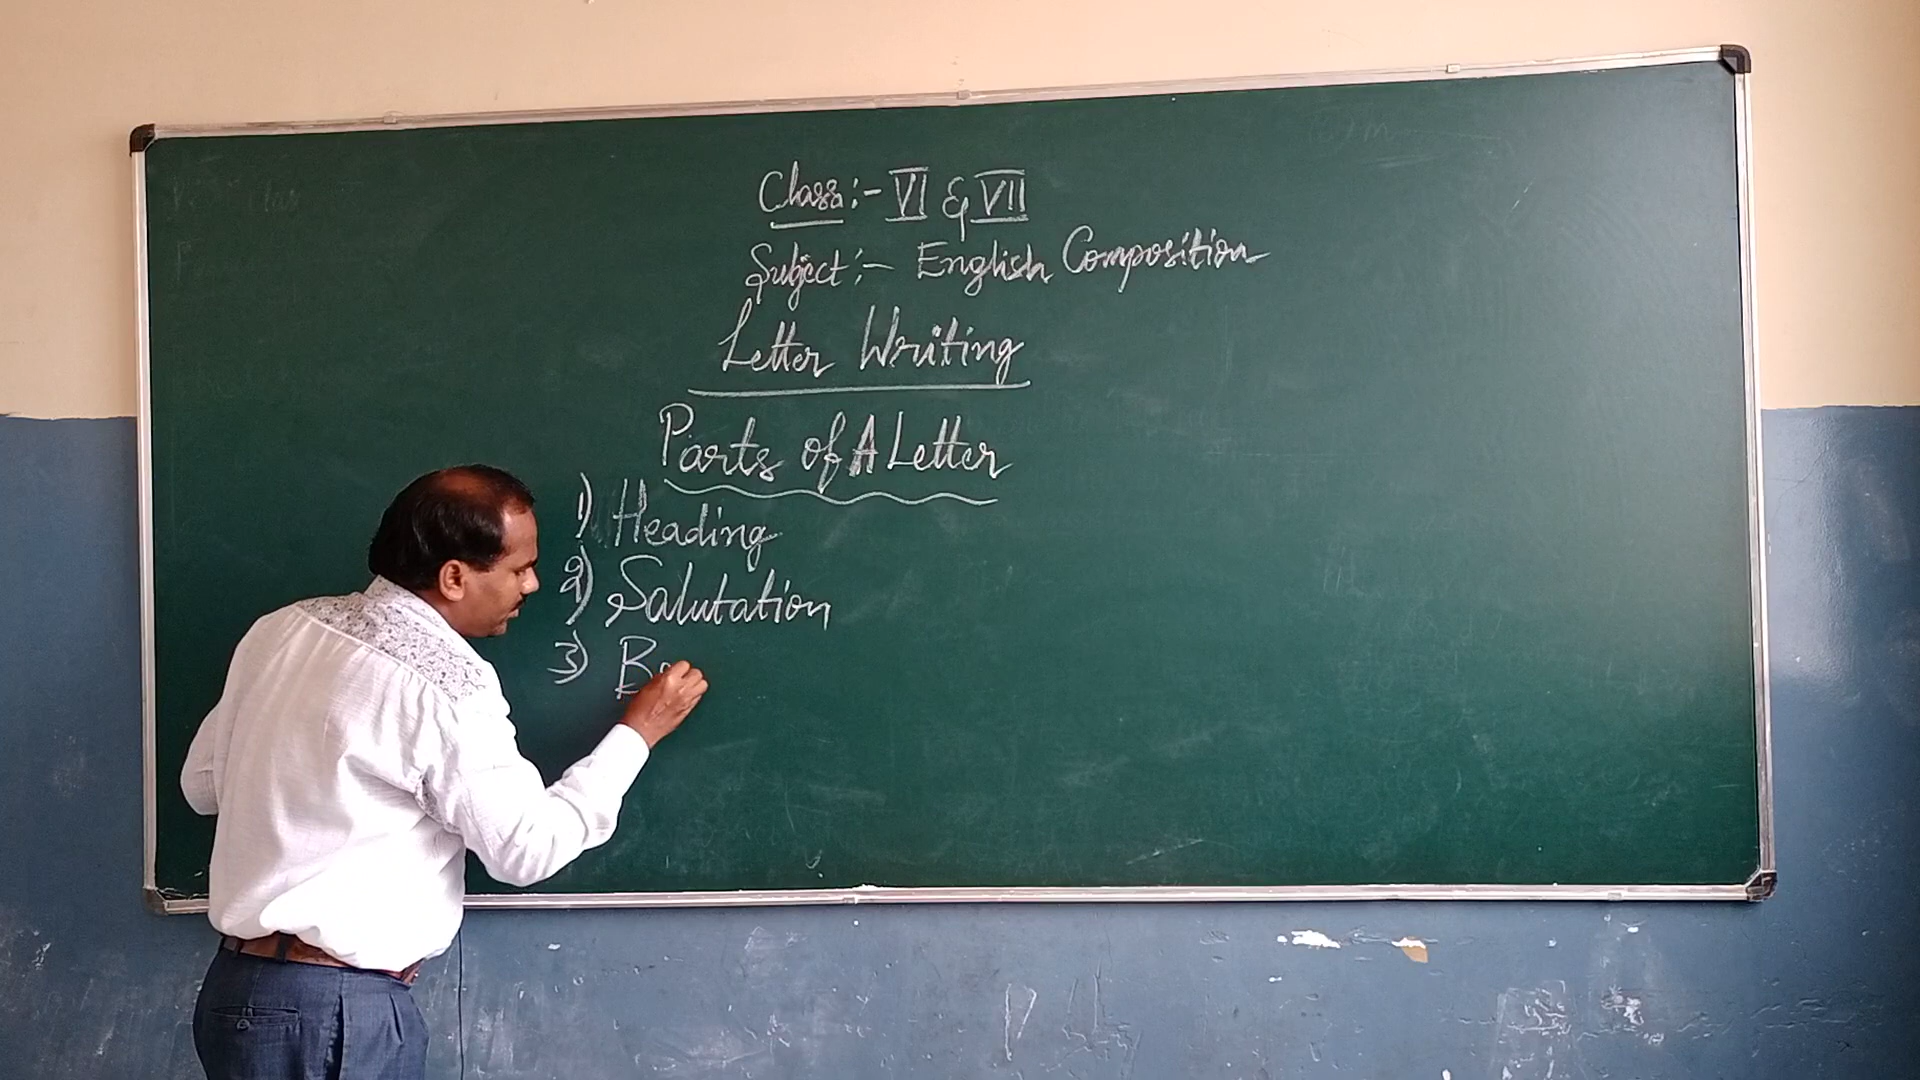 Class :- VI & VII
Subject :- English Composition
Letter Writing
Parts of A Letter
1) Heading
2) Salutation
3) B